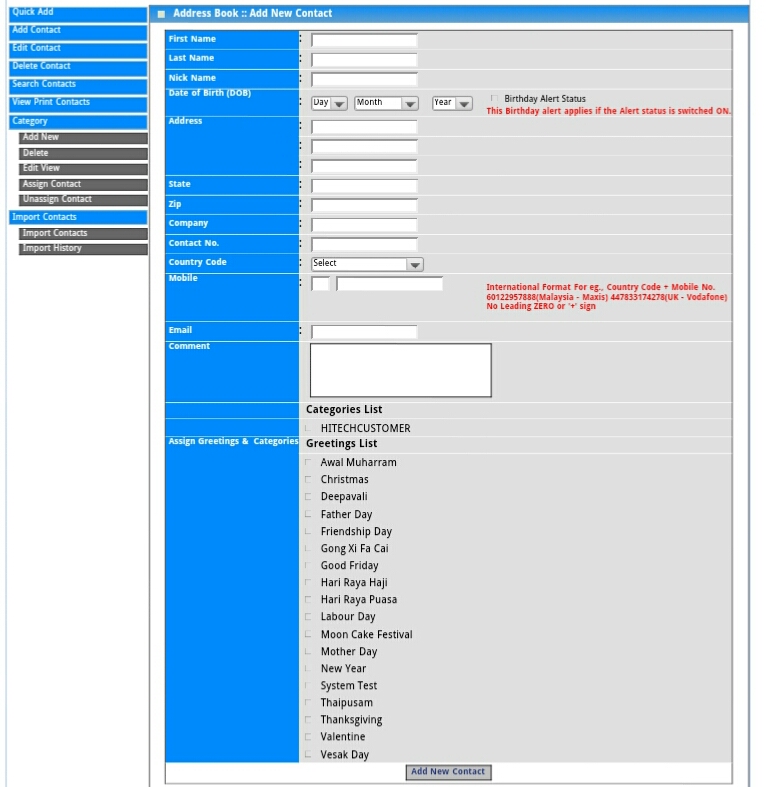 Quick Add
Add Contact
Edit Contact
Delete Contact
Search Contacts
View Print Contacts
Category
Add New
Delete
Edit View
Assign Contact
Unassign Contact
Import Contacts
Import Contacts
Import History
Address Book :: Add New Contact
First Name :
Last Name :
Nick Name :
Date of Birth (DOB) : Day Month Year Birthday Alert Status
This Birthday alert applies if the Alert status is switched ON.
Address :
:
:
State :
Zip :
Company :
Contact No. :
Country Code : Select
Mobile :
International Format For eg., Country Code + Mobile No.
60122957888(Malaysia - Maxis) 447833174278(UK - Vodafone)
No Leading ZERO or '+' sign
Email :
Comment
Categories List
HITECHCUSTOMER
Assign Greetings & Categories Greetings List
Awal Muharram
Christmas
Deepavali
Father Day
Friendship Day
Gong Xi Fa Cai
Good Friday
Hari Raya Haji
Hari Raya Puasa
Labour Day
Moon Cake Festival
Mother Day
New Year
System Test
Thaipusam
Thanksgiving
Valentine
Vesak Day
Add New Contact